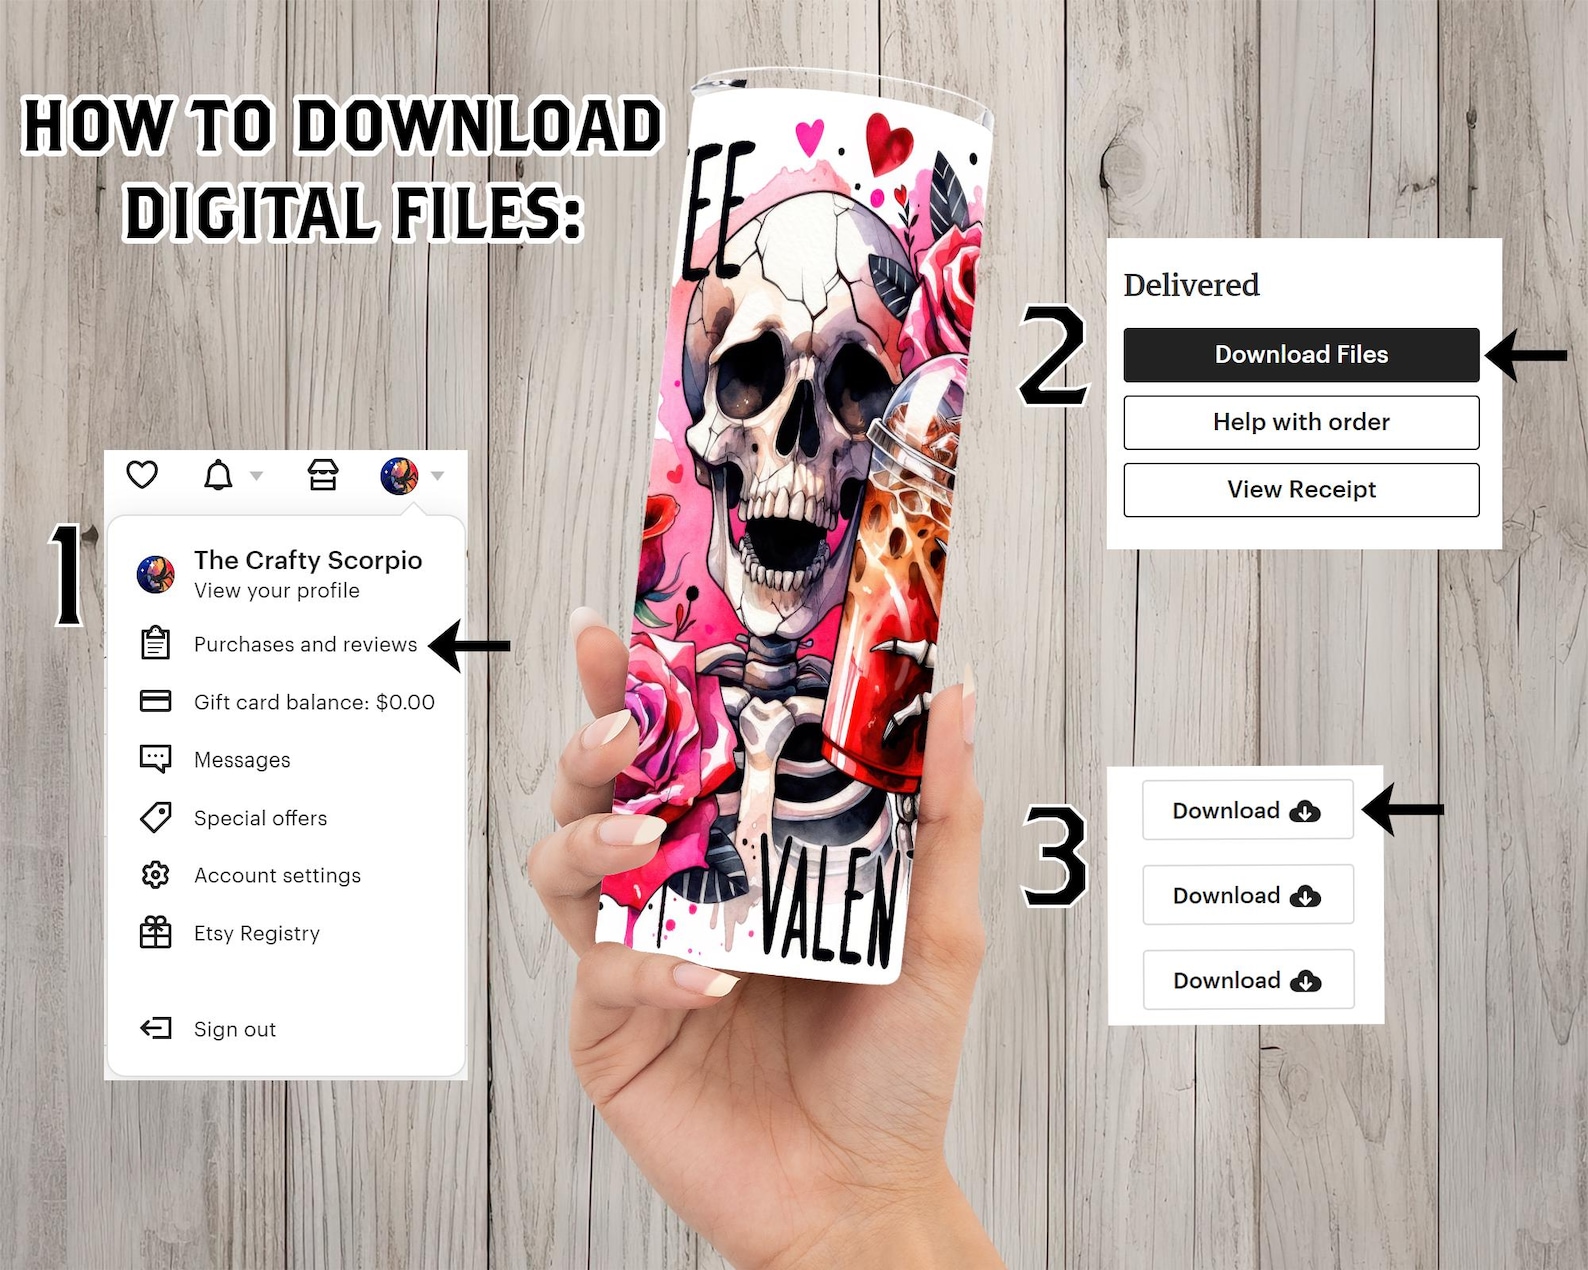 HOW TO DOWNLOAD
DIGITAL FILES:
1
The Crafty Scorpio
View your profile
Purchases and reviews
Gift card balance: $0.00
Messages
Special offers
Account settings
Etsy Registry
Sign out
EE
VALEN
2
Delivered
Download Files
Help with order
View Receipt
3
Download
Download
Download